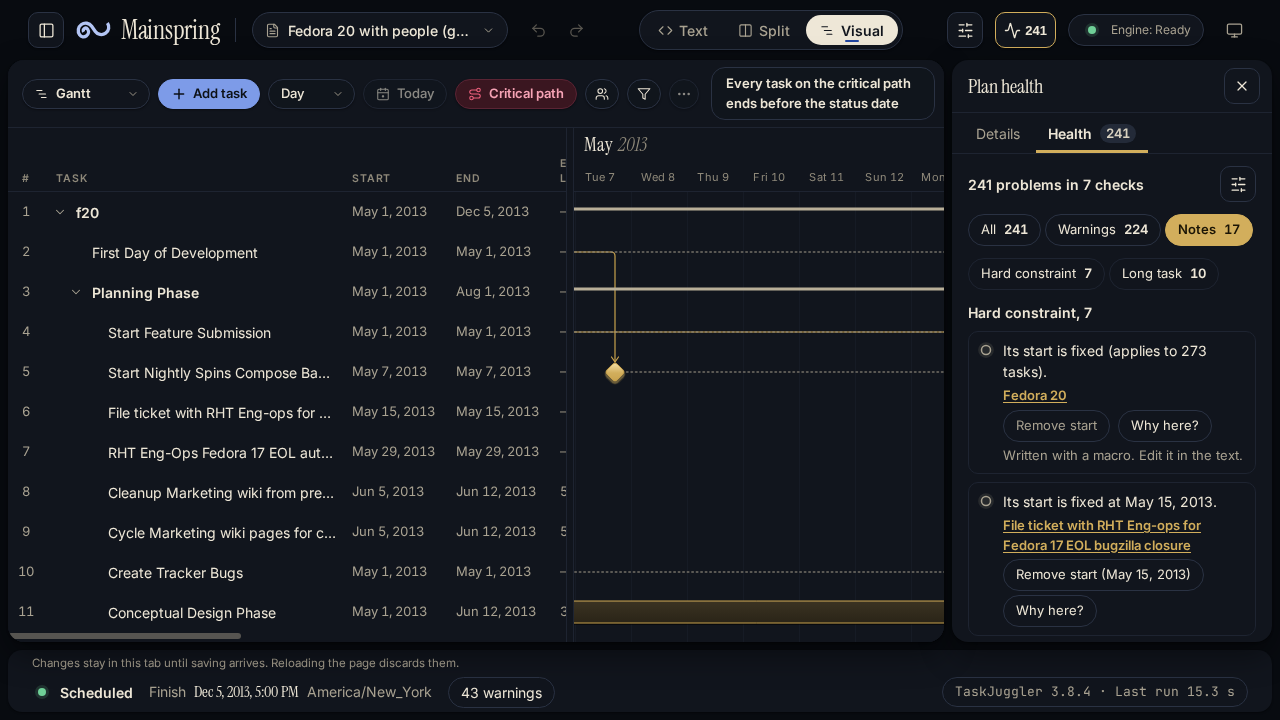 Mainspring
Fedora 20 with people (g...
Text
Split
Visual
241
Engine: Ready
Gantt
Add task
Day
Today
Critical path
Every task on the critical path
ends before the status date
Plan health
Details
Health 241
241 problems in 7 checks
All 241
Warnings 224
Notes 17
Hard constraint 7
Long task 10
Hard constraint, 7
Its start is fixed (applies to 273
tasks).
Fedora 20
Remove start
Why here?
Written with a macro. Edit it in the text.
Its start is fixed at May 15, 2013.
File ticket with RHT Eng-ops for
Fedora 17 EOL bugzilla closure
Remove start (May 15, 2013)
Why here?
May 2013
# TASK START END
Tue 7 Wed 8 Thu 9 Fri 10 Sat 11 Sun 12 Mon
1 f20 May 1, 2013 Dec 5, 2013
2 First Day of Development May 1, 2013 May 1, 2013
3 Planning Phase May 1, 2013 Aug 1, 2013
4 Start Feature Submission May 1, 2013 May 1, 2013
5 Start Nightly Spins Compose Ba... May 7, 2013 May 7, 2013
6 File ticket with RHT Eng-ops for ... May 15, 2013 May 15, 2013
7 RHT Eng-Ops Fedora 17 EOL aut... May 29, 2013 May 29, 2013
8 Cleanup Marketing wiki from pre... Jun 5, 2013 Jun 12, 2013
9 Cycle Marketing wiki pages for c... Jun 5, 2013 Jun 12, 2013
10 Create Tracker Bugs May 1, 2013 May 1, 2013
11 Conceptual Design Phase May 1, 2013 Jun 12, 2013
Changes stay in this tab until saving arrives. Reloading the page discards them.
Scheduled Finish Dec 5, 2013, 5:00 PM America/New_York 43 warnings
TaskJuggler 3.8.4 · Last run 15.3 s